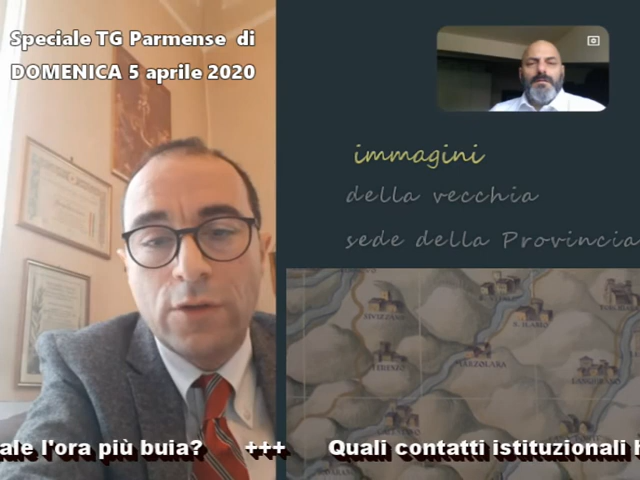 Speciale TG Parmense di
DOMENICA 5 aprile 2020
immagini
della vecchia
sede della Provincia
BERZOLANA
ale l'ora più buia? +++ Quali contatti istituzionali h